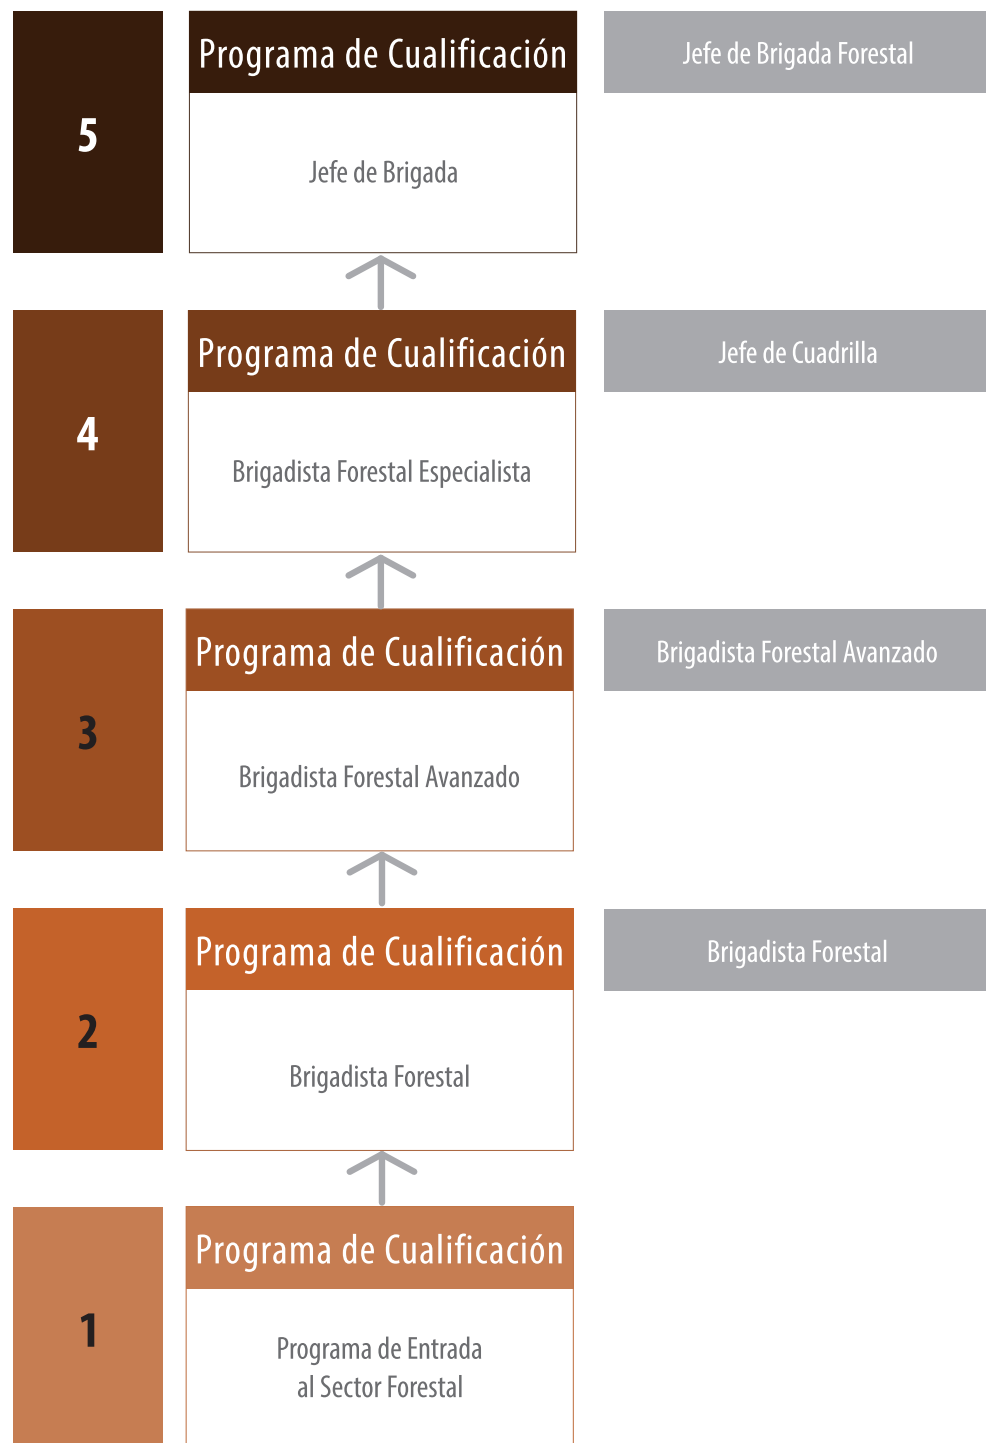 5
Programa de Cualificación
Jefe de Brigada
Jefe de Brigada Forestal
4
Programa de Cualificación
Brigadista Forestal Especialista
Jefe de Cuadrilla
3
Programa de Cualificación
Brigadista Forestal Avanzado
Brigadista Forestal Avanzado
2
Programa de Cualificación
Brigadista Forestal
Brigadista Forestal
1
Programa de Cualificación
Programa de Entrada
al Sector Forestal